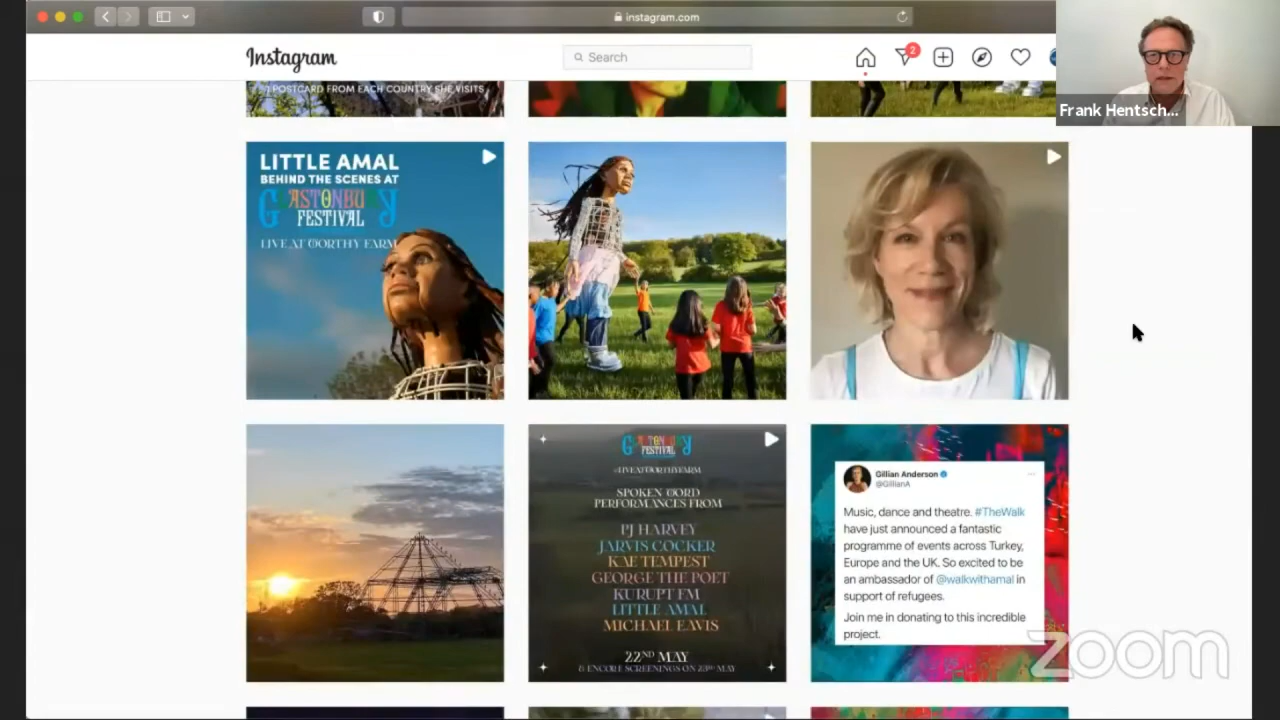 instagram.com
Instagram
Search
2
Frank Hentsch...
1 POSTCARD FROM EACH COUNTRY SHE VISITS
LITTLE AMAL
BEHIND THE SCENES AT
GLASTONBURY
FESTIVAL
LIVE AT WORTHY FARM
GLASTONBURY
FESTIVAL
#LIVEATWORTHYFARM
SPOKEN WORD
PERFORMANCES FROM
PJ HARVEY
JARVIS COCKER
KAE TEMPEST
GEORGE THE POET
KURUPT FM
LITTLE AMAL
MICHAEL EAVIS
22ND MAY
& ENCORE SCREENINGS ON 23RD MAY
Gillian Anderson
@GillianA
Music, dance and theatre. #TheWalk
have just announced a fantastic
programme of events across Turkey,
Europe and the UK. So excited to be
an ambassador of @walkwithamal in
support of refugees.
Join me in donating to this incredible
project.
zoom